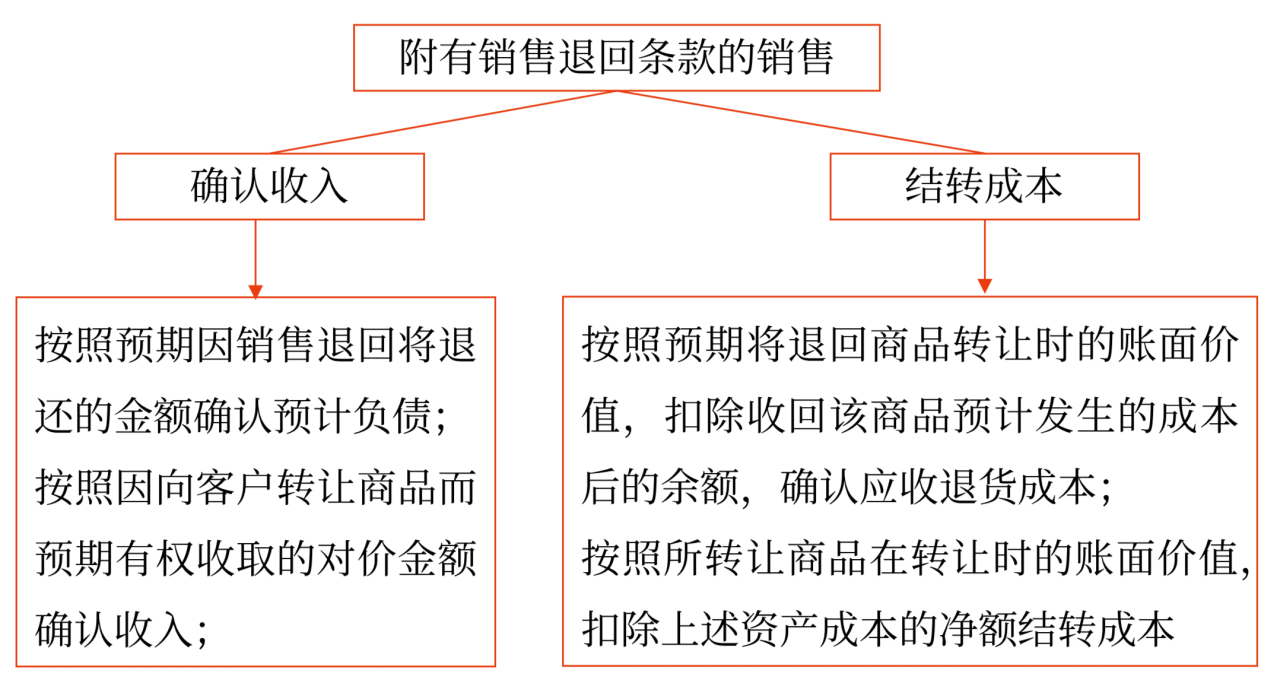 附有销售退回条款的销售
确认收入
结转成本
按照预期因销售退回将退
还的金额确认预计负债；
按照因向客户转让商品而
预期有权收取的对价金额
确认收入；
按照预期将退回商品转让时的账面价
值，扣除收回该商品预计发生的成本
后的余额，确认应收退货成本；
按照所转让商品在转让时的账面价值，
扣除上述资产成本的净额结转成本